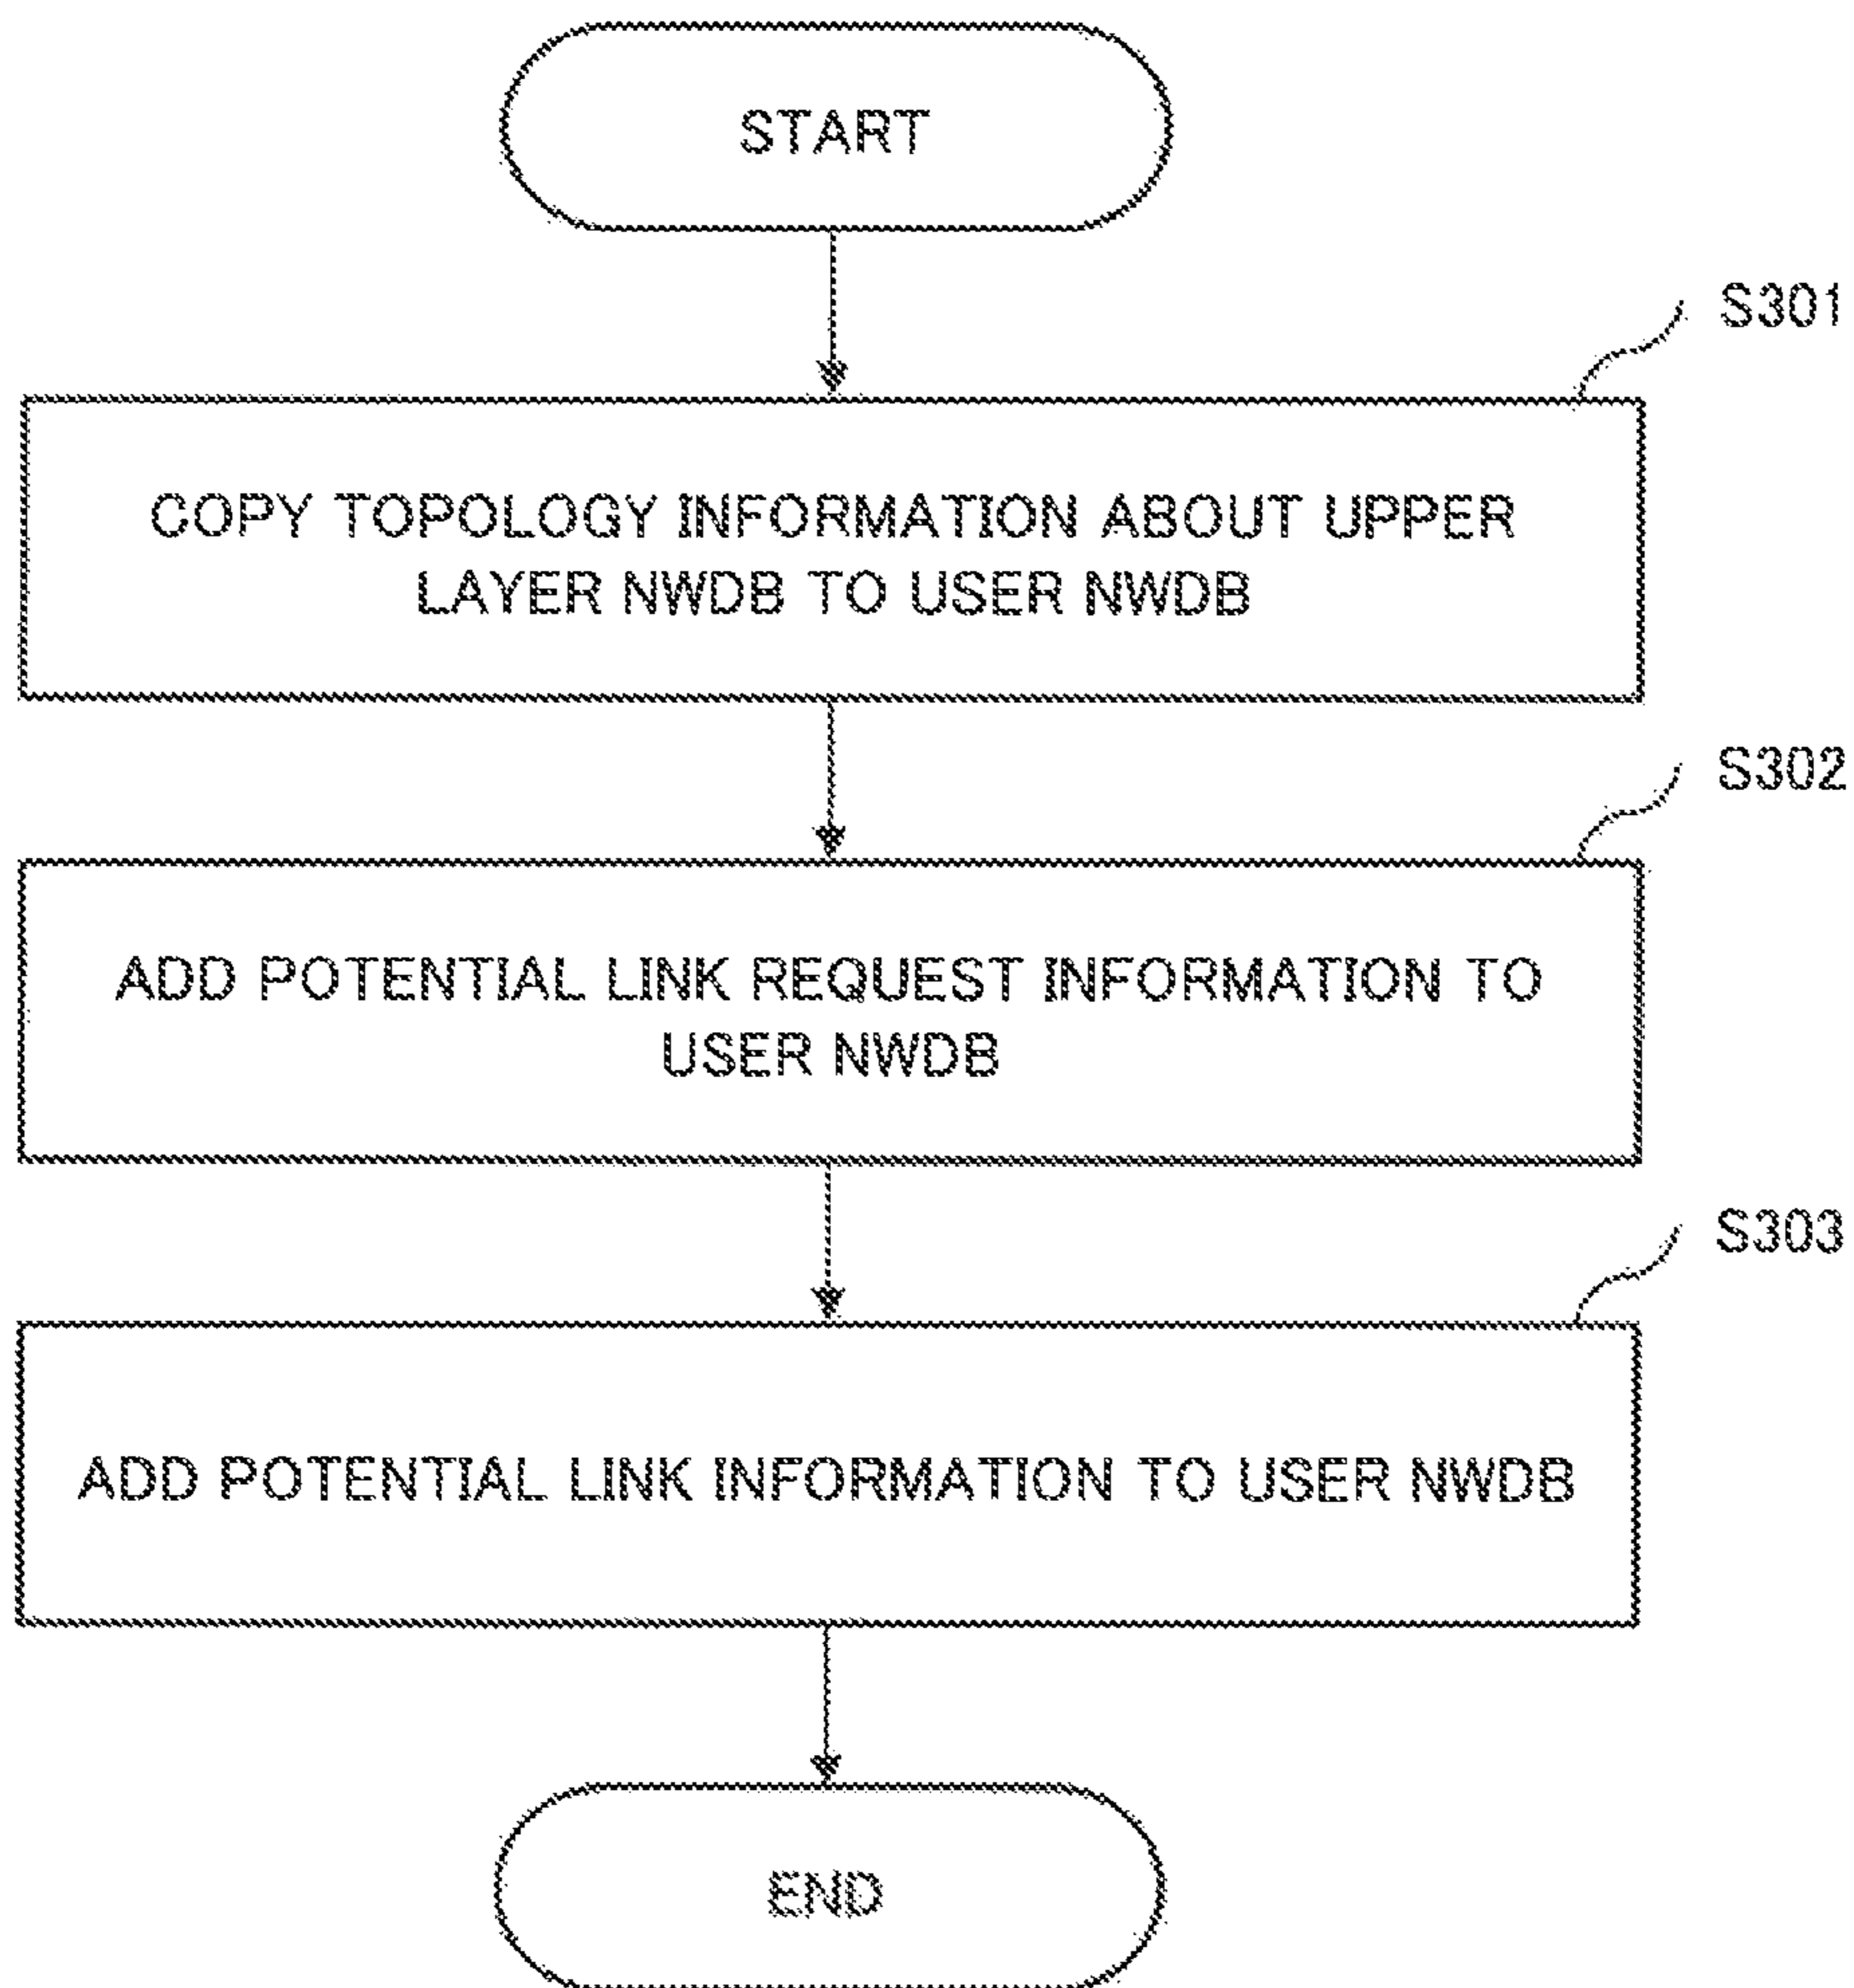 START
S301
COPY TOPOLOGY INFORMATION ABOUT UPPER
LAYER NWDB TO USER NWDB
S302
ADD POTENTIAL LINK REQUEST INFORMATION TO
USER NWDB
S303
ADD POTENTIAL LINK INFORMATION TO USER NWDB
END